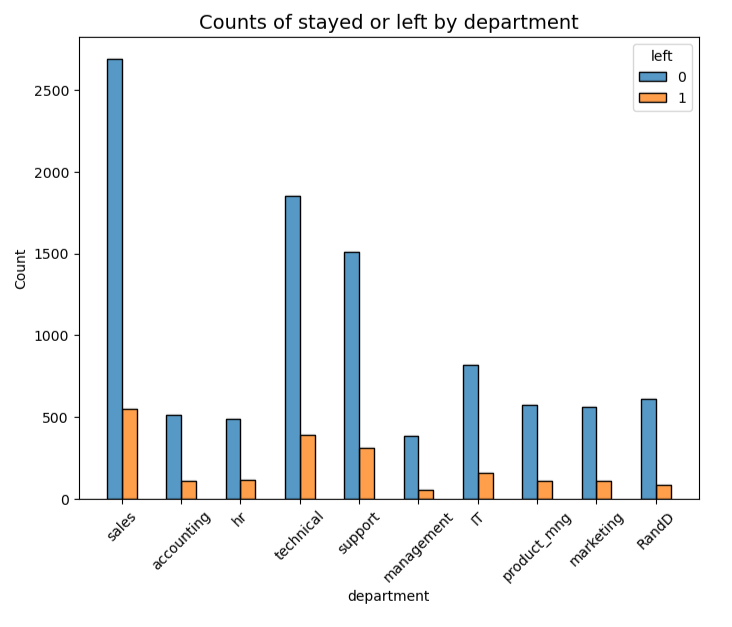 Counts of stayed or left by department
left
0
1
2500
2000
1500
1000
500
0
Count
sales
accounting
hr
technical
support
management
IT
product_mng
marketing
RandD
department